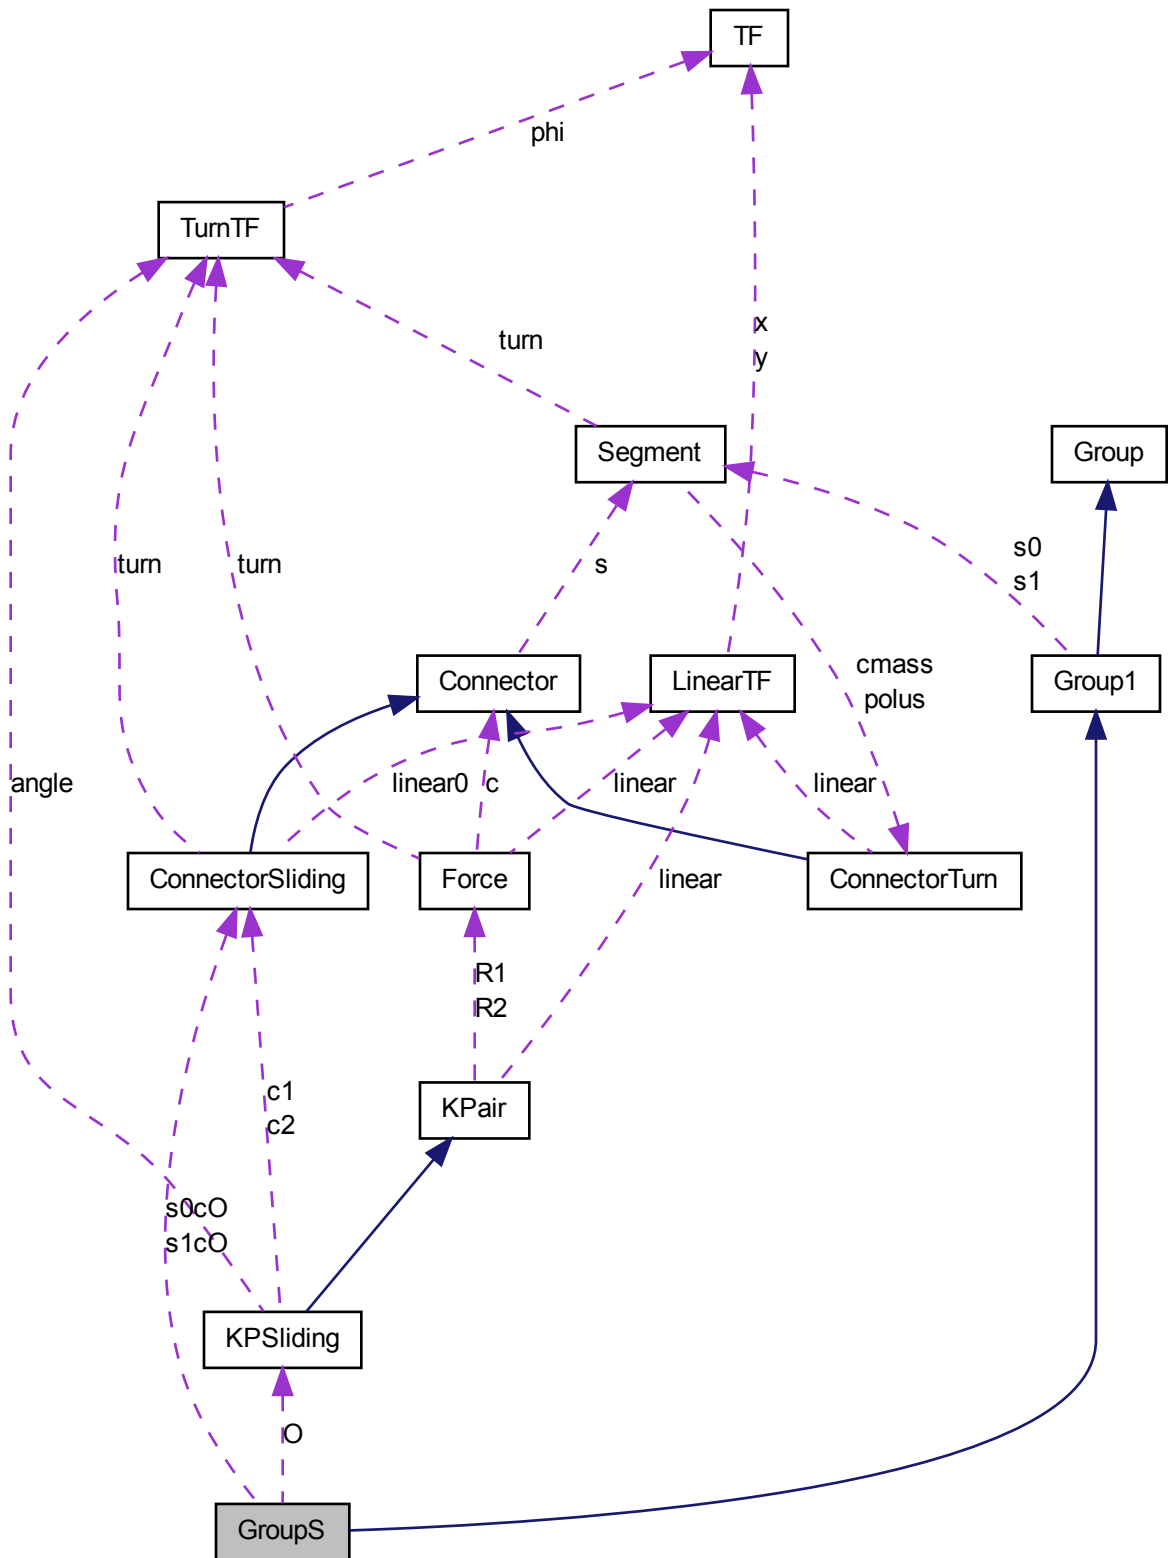 TF
phi
TurnTF
x
y
turn
Segment
Group
turn
turn
s
s0
s1
cmass
polus
Connector
LinearTF
Group1
angle
linear0
c
linear
linear
ConnectorSliding
Force
linear
ConnectorTurn
R1
R2
c1
c2
KPair
s0cO
s1cO
KPSliding
O
GroupS